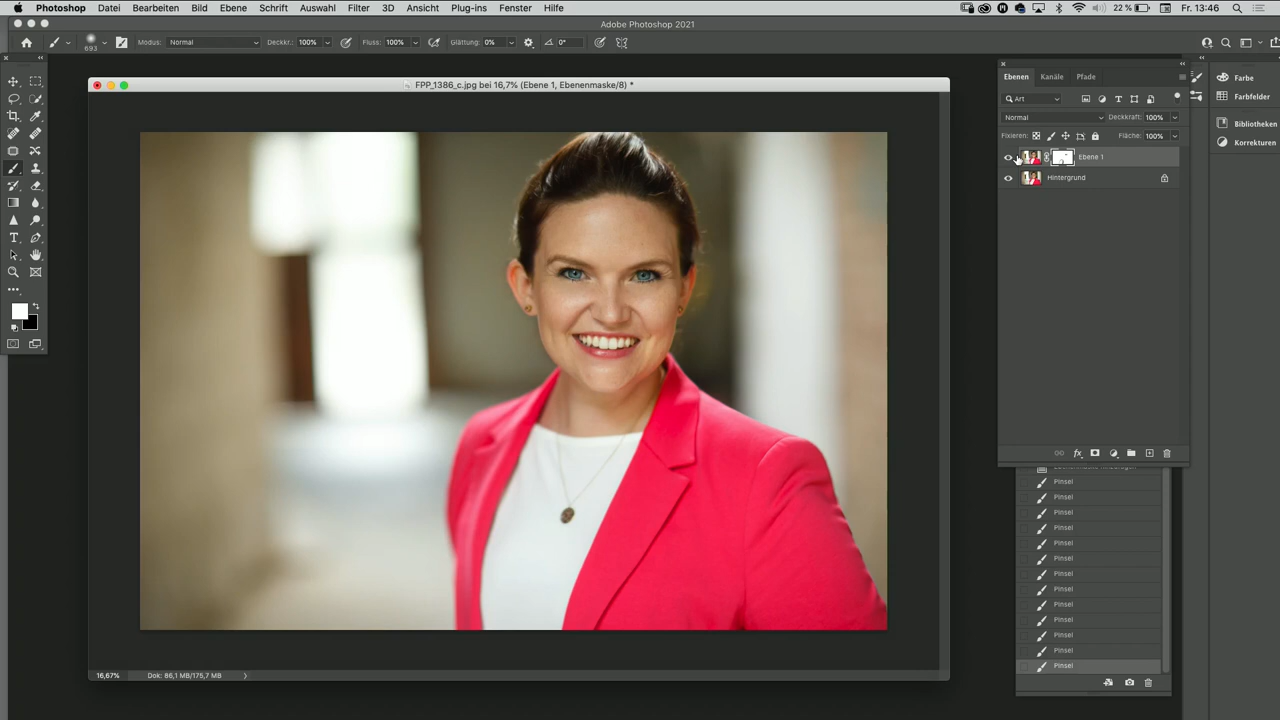 Photoshop Datei Bearbeiten Bild Ebene Schrift Auswahl Filter 3D Ansicht Plug-ins Fenster Hilfe 22 % Fr. 13:46
Adobe Photoshop 2021
693 Modus: Normal Deckkr.: 100% Fluss: 100% Glättung: 0% 0°
FPP_1386_c.jpg bei 16,7% (Ebene 1, Ebenenmaske/8) *
Ebenen Kanäle Pfade
Art
Normal Deckkraft: 100%
Fixieren: Fläche: 100%
Ebene 1
Hintergrund
Farbe
Farbfelder
Bibliotheken
Korrekturen
fx
Pinsel
Pinsel
Pinsel
Pinsel
Pinsel
Pinsel
Pinsel
Pinsel
Pinsel
Pinsel
Pinsel
Pinsel
Pinsel
16,67% Dok: 86,1 MB/175,7 MB